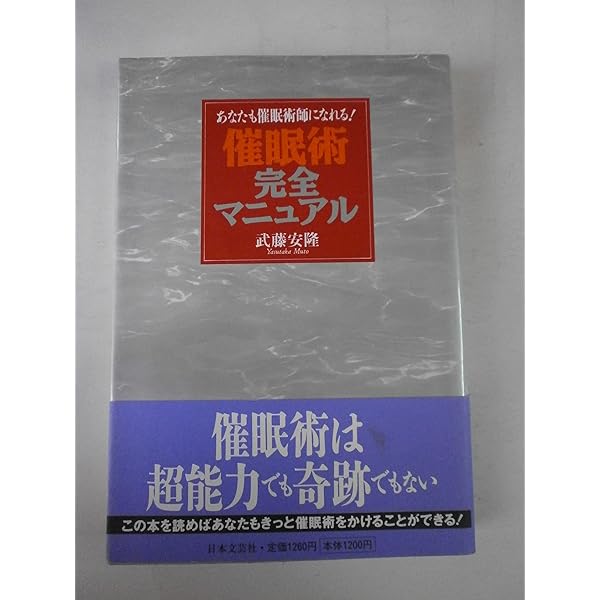 あなたも催眠術師になれる!
催眠術
完全
マニュアル
武藤安隆
Yasutaka Muto
催眠術は
超能力でも奇跡でもない
この本を読めばあなたもきっと催眠術をかけることができる!
日本文芸社・定価1260円 本体1200円